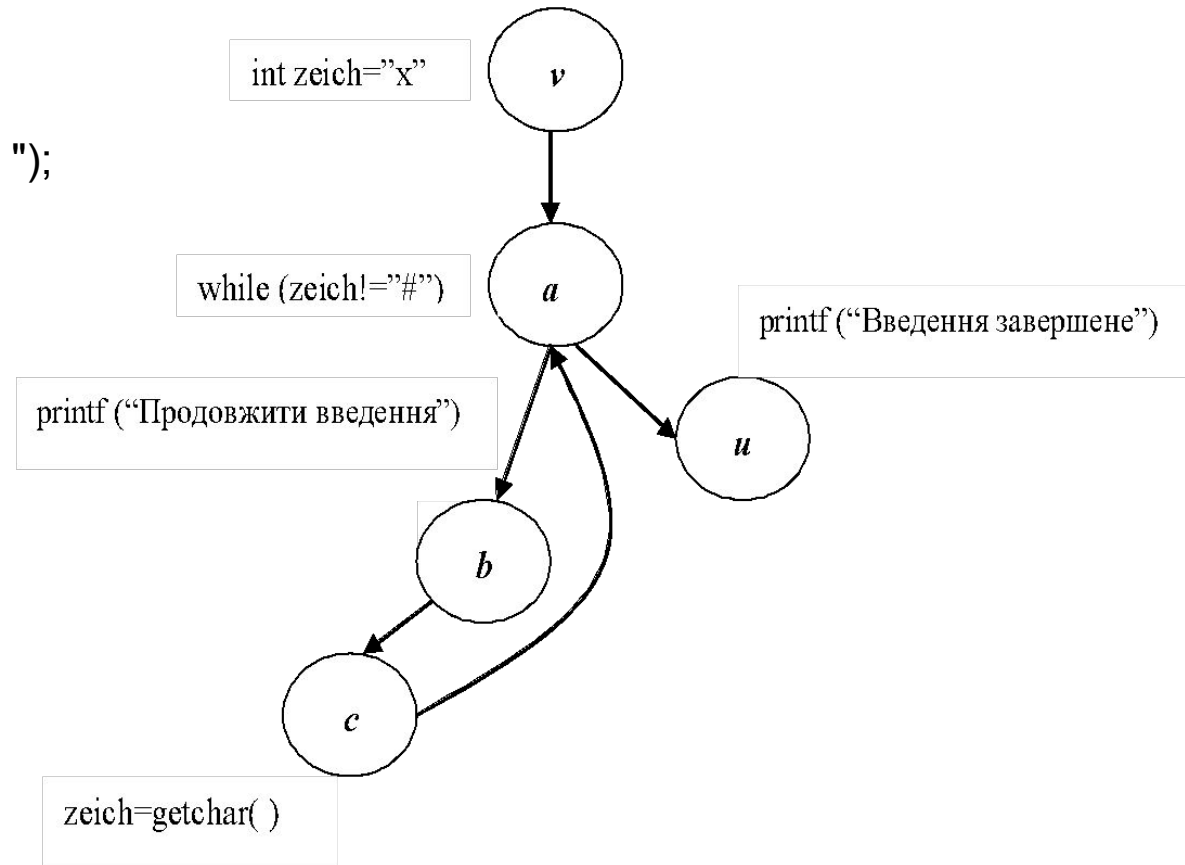 int zeich=”x”
v
");
while (zeich!=”#”)
a
printf (“Введення завершене”)
printf (“Продовжити введення”)
u
b
c
zeich=getchar( )